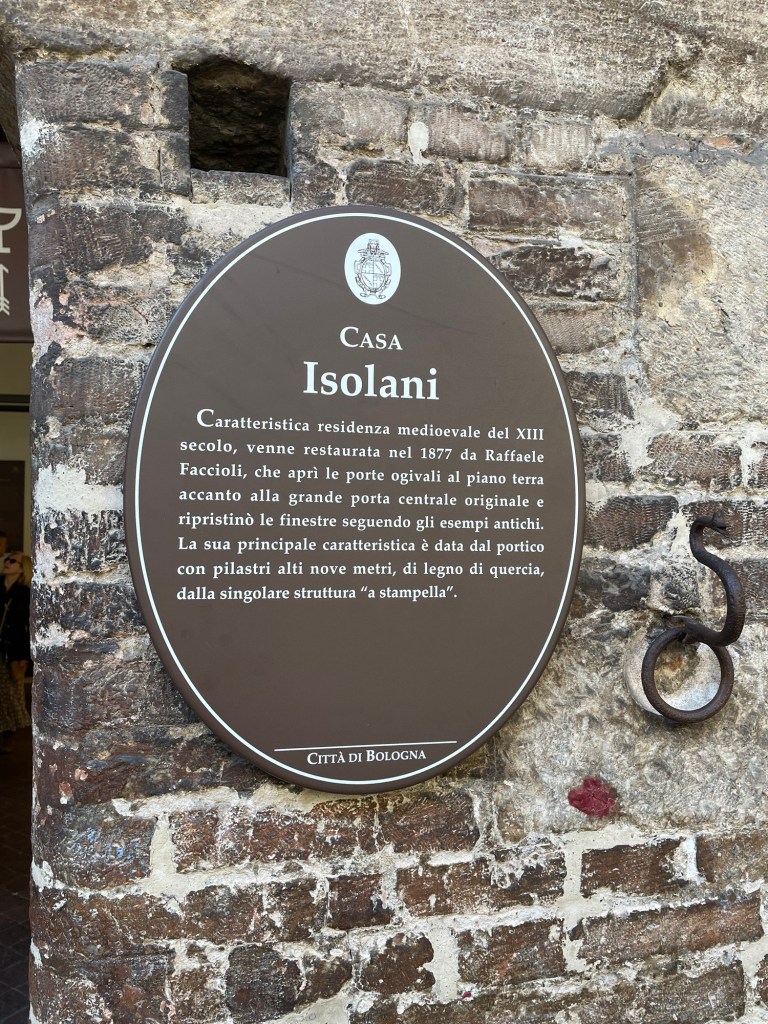 CASA
Isolani
Caratteristica residenza medioevale del XIII
secolo, venne restaurata nel 1877 da Raffaele
Faccioli, che aprì le porte ogivali al piano terra
accanto alla grande porta centrale originale e
ripristinò le finestre seguendo gli esempi antichi.
La sua principale caratteristica è data dal portico
con pilastri alti nove metri, di legno di quercia,
dalla singolare struttura “a stampella”.
CITTÀ DI BOLOGNA